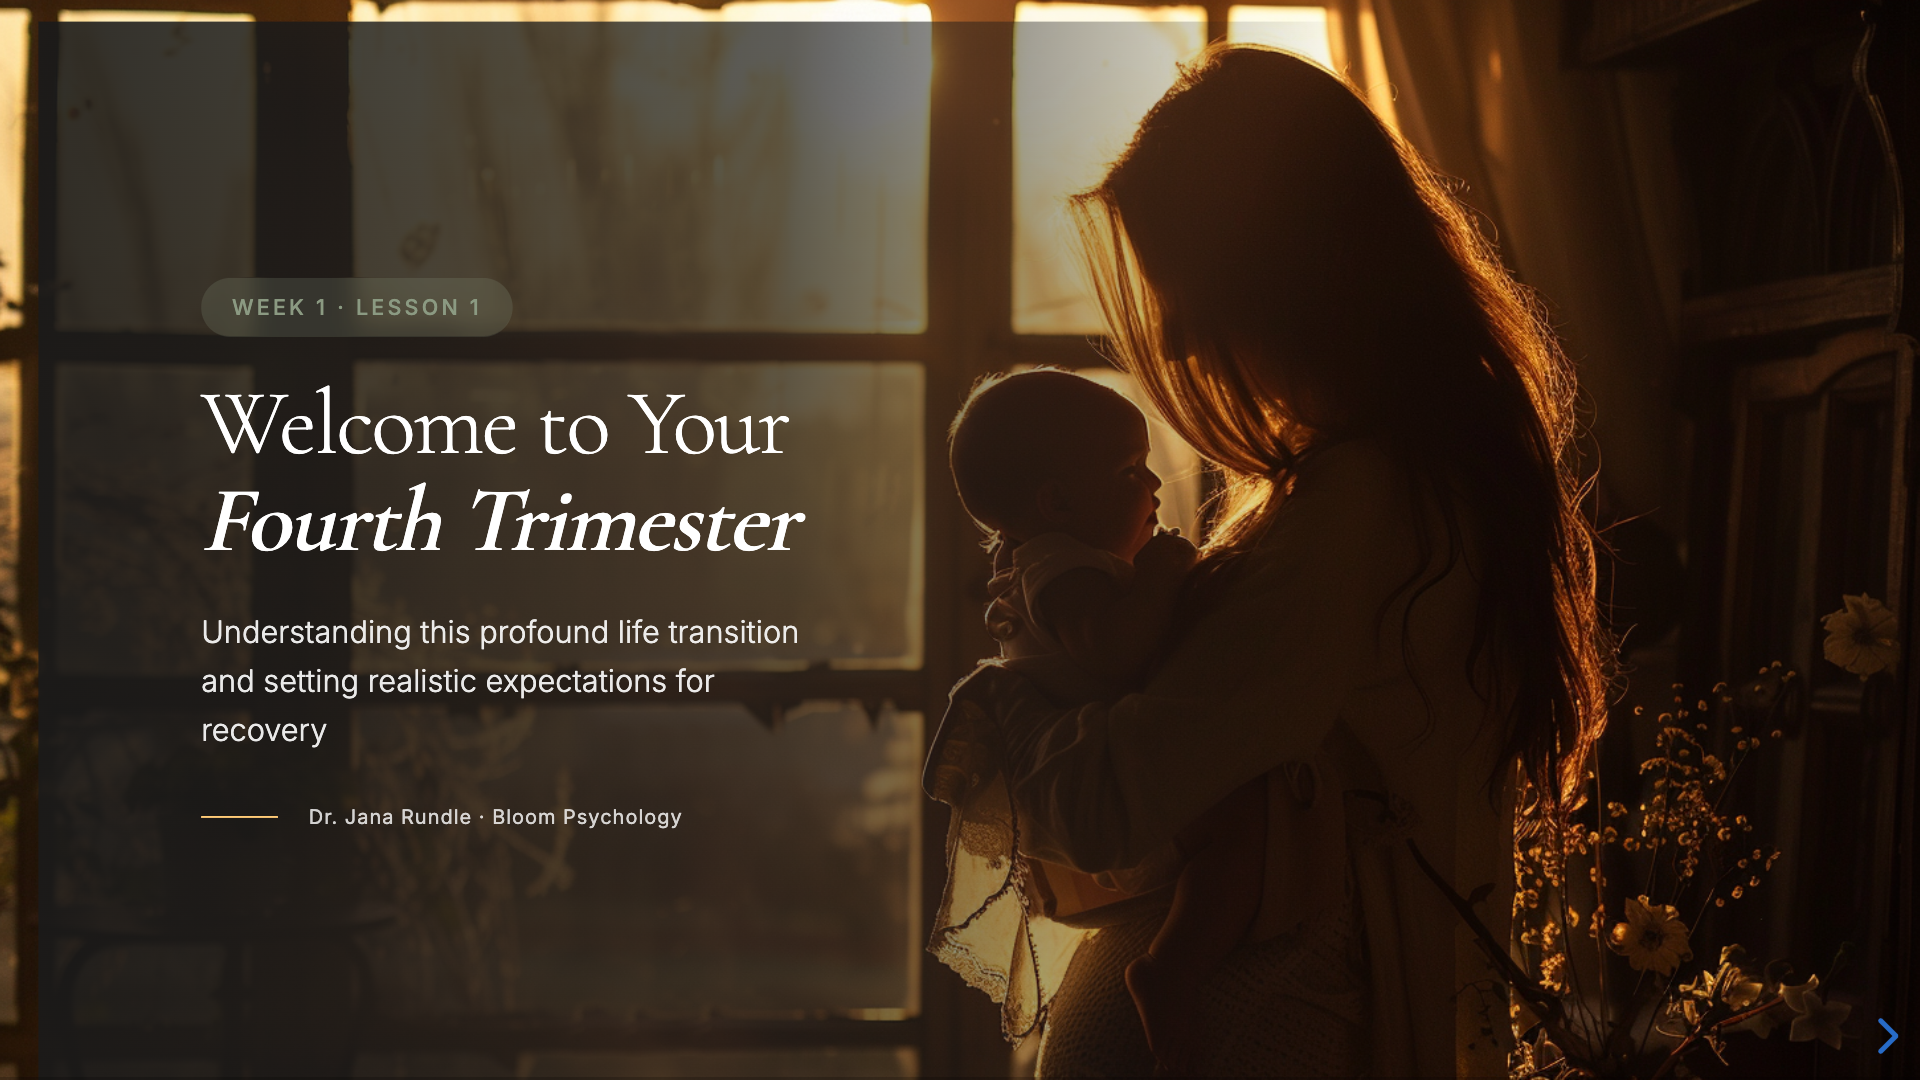 WEEK 1 · LESSON 1
Welcome to Your
Fourth Trimester
Understanding this profound life transition
and setting realistic expectations for
recovery
Dr. Jana Rundle · Bloom Psychology